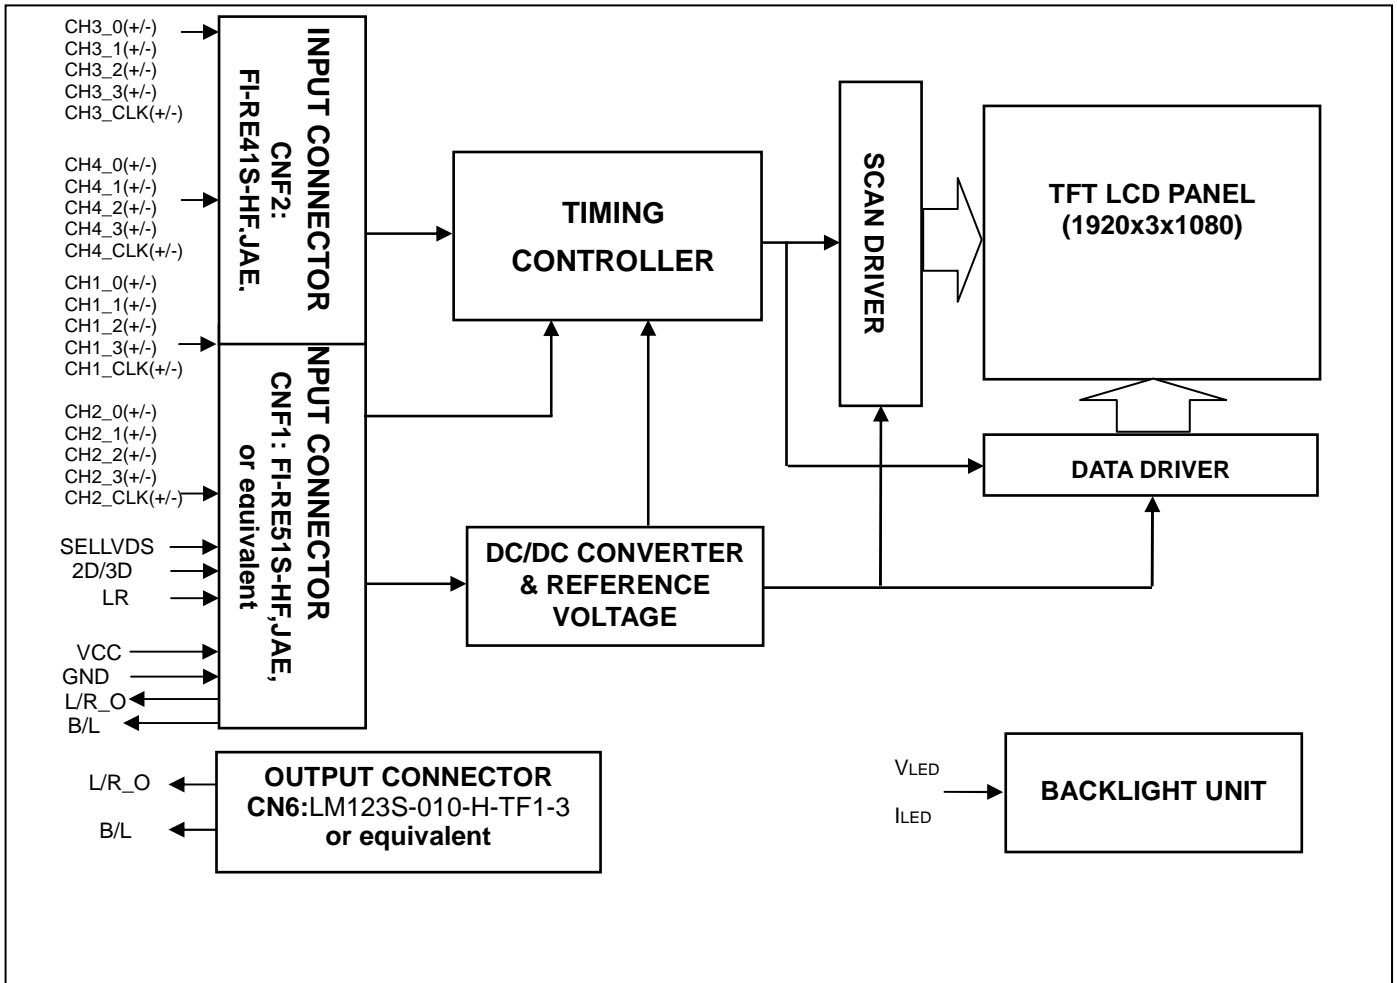 CH3_0(+/-)
CH3_1(+/-)
CH3_2(+/-)
CH3_3(+/-)
CH3_CLK(+/-)
CH4_0(+/-)
CH4_1(+/-)
CH4_2(+/-)
CH4_3(+/-)
CH4_CLK(+/-)
CH1_0(+/-)
CH1_1(+/-)
CH1_2(+/-)
CH1_3(+/-)
CH1_CLK(+/-)
CH2_0(+/-)
CH2_1(+/-)
CH2_2(+/-)
CH2_3(+/-)
CH2_CLK(+/-)
SELLVDS
2D/3D
LR
VCC
GND
L/R_O
B/L
INPUT CONNECTOR
CNF2:
FI-RE41S-HF,JAE,
NPUT CONNECTOR
CNF1: FI-RE51S-HF,JAE,
or equivalent
TIMING
CONTROLLER
SCAN DRIVER
TFT LCD PANEL
(1920x3x1080)
DATA DRIVER
DC/DC CONVERTER
& REFERENCE
VOLTAGE
L/R_O
B/L
OUTPUT CONNECTOR
CN6:LM123S-010-H-TF1-3
or equivalent
VLED
ILED
BACKLIGHT UNIT